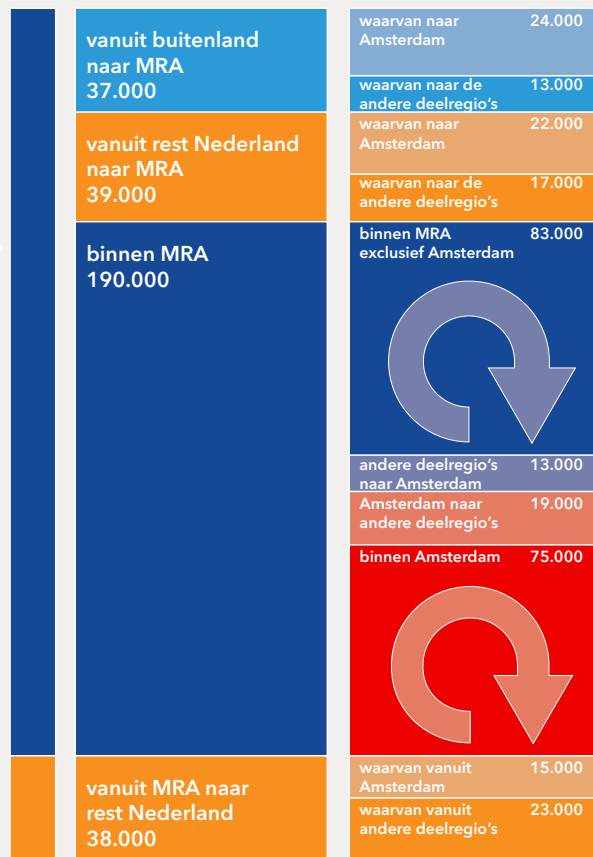 vanuit buitenland
naar MRA
37.000
waarvan naar 24.000
Amsterdam
waarvan naar de 13.000
andere deelregio's
vanuit rest Nederland
naar MRA
39.000
waarvan naar 22.000
Amsterdam
waarvan naar de 17.000
andere deelregio's
binnen MRA
190.000
binnen MRA 83.000
exclusief Amsterdam
andere deelregio's 13.000
naar Amsterdam
Amsterdam naar 19.000
andere deelregio's
binnen Amsterdam 75.000
vanuit MRA naar
rest Nederland
38.000
waarvan vanuit 15.000
Amsterdam
waarvan vanuit 23.000
andere deelregio's